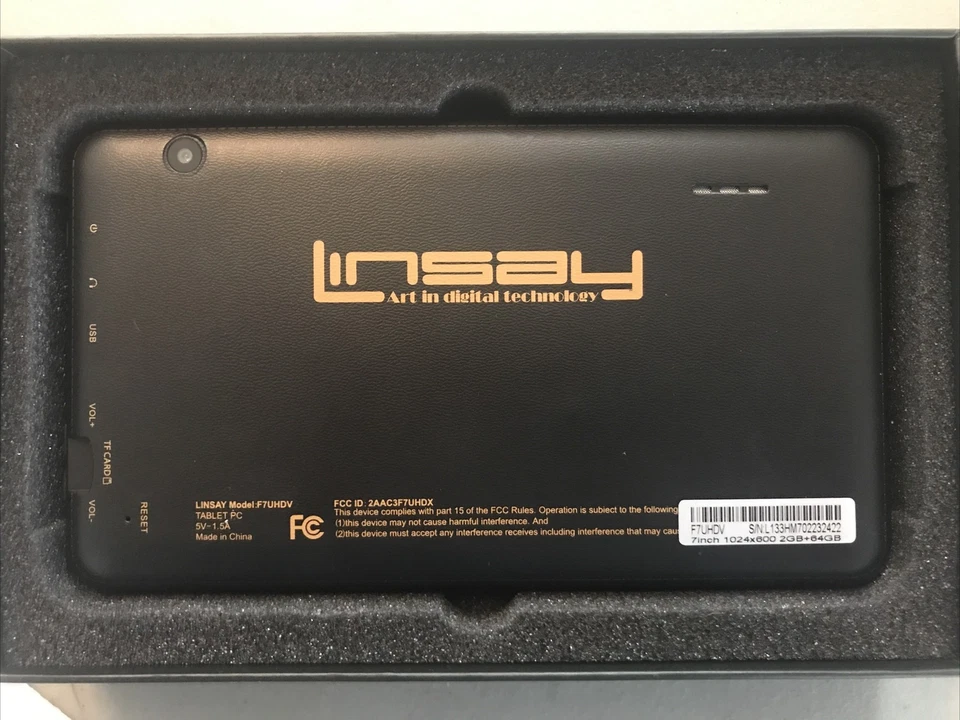 Linsay
Art in digital technology
USB
VOL+
TF CARD
VOL-
RESET
LINSAY Model:F7UHDV
TABLET PC
5V⎓1.5A
Made in China
FC
FCC ID. 2AAC3F7UHDX
This device complies with part 15 of the FCC Rules. Operation is subject to the following
(1)this device may not cause harmful interference. And
(2)this device must accept any interference receives including interference that may cau
F7UHDV S/N L133HM702232422
7inch 1024x600 2GB+64GB